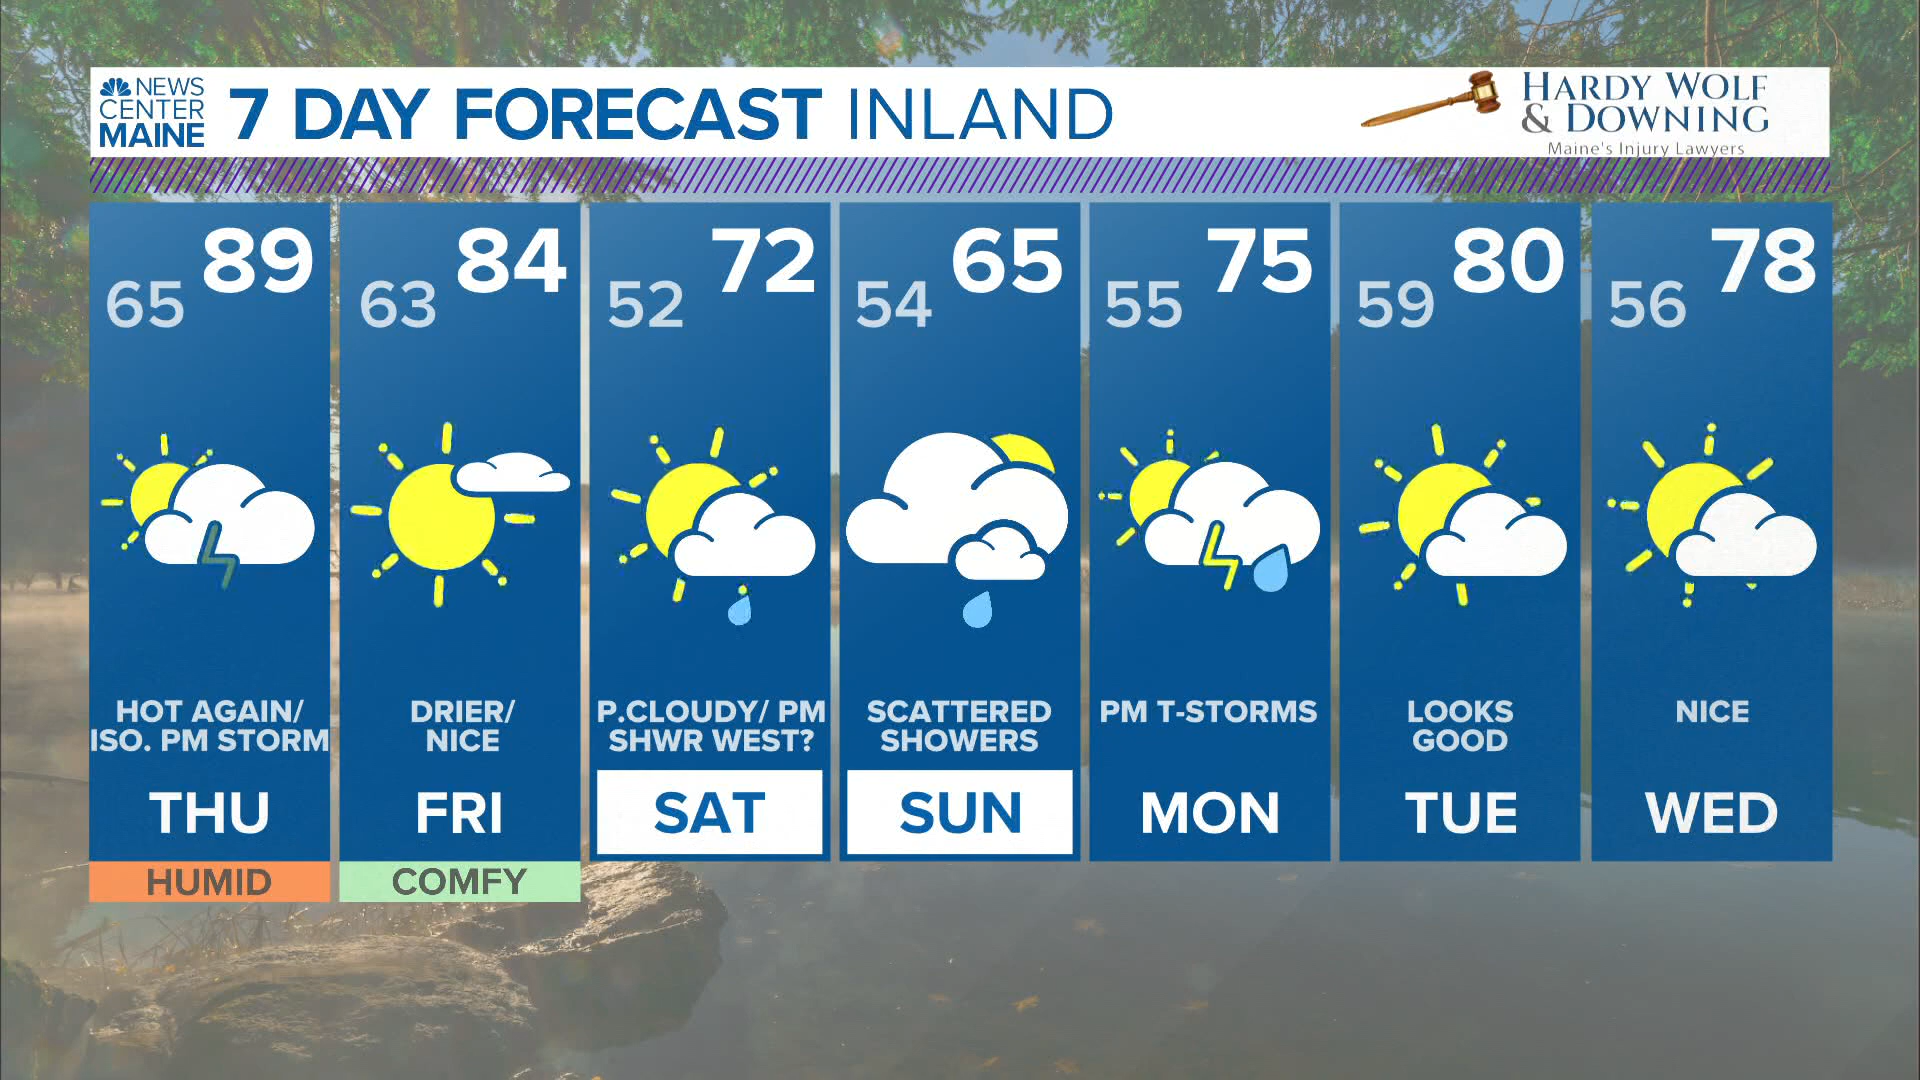 NEWS
CENTER
MAINE
7 DAY FORECAST INLAND
HARDY WOLF
& DOWNING
Maine's Injury Lawyers
65 89
63 84
52 72
54 65
55 75
59 80
56 78
HOT AGAIN/
ISO. PM STORM
DRIER/
NICE
P.CLOUDY/ PM
SHWR WEST?
SCATTERED
SHOWERS
PM T-STORMS
LOOKS
GOOD
NICE
THU
FRI
SAT
SUN
MON
TUE
WED
HUMID
COMFY